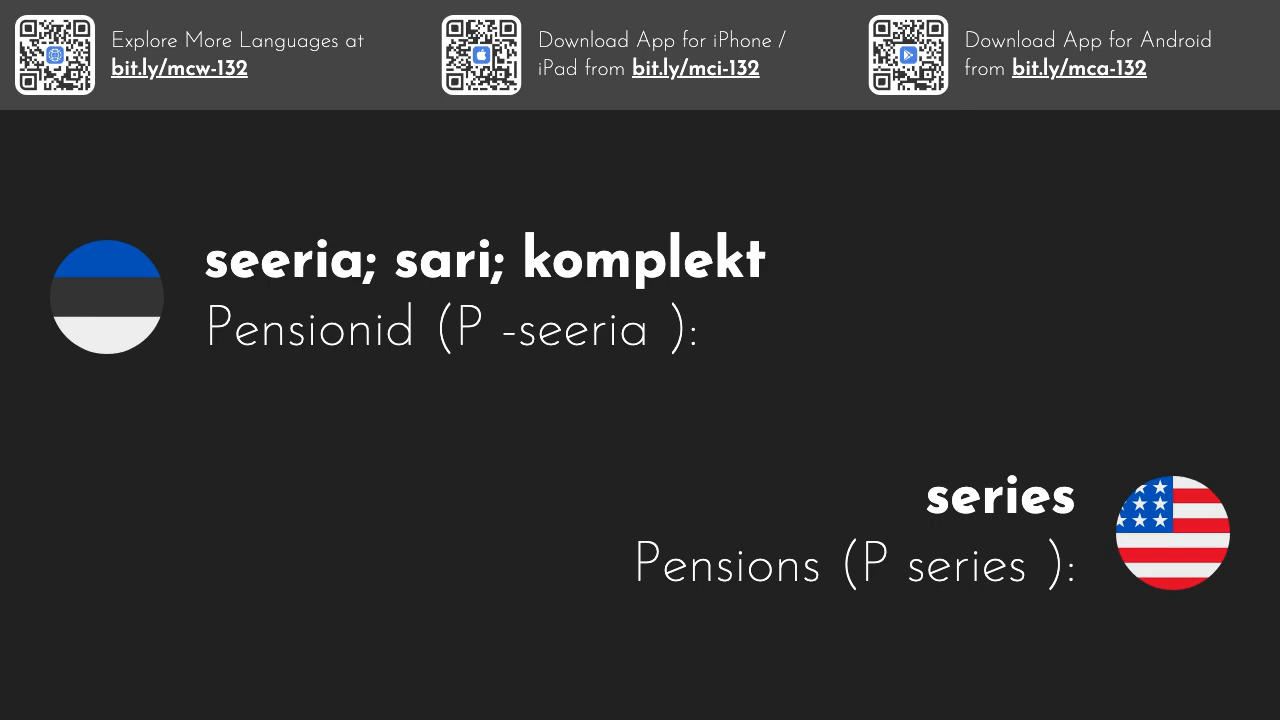 Explore More Languages at
bit.ly/mcw-132
Download App for iPhone /
iPad from bit.ly/mci-132
Download App for Android
from bit.ly/mca-132
seeria; sari; komplekt
Pensionid (P -seeria ):
series
Pensions (P series ):